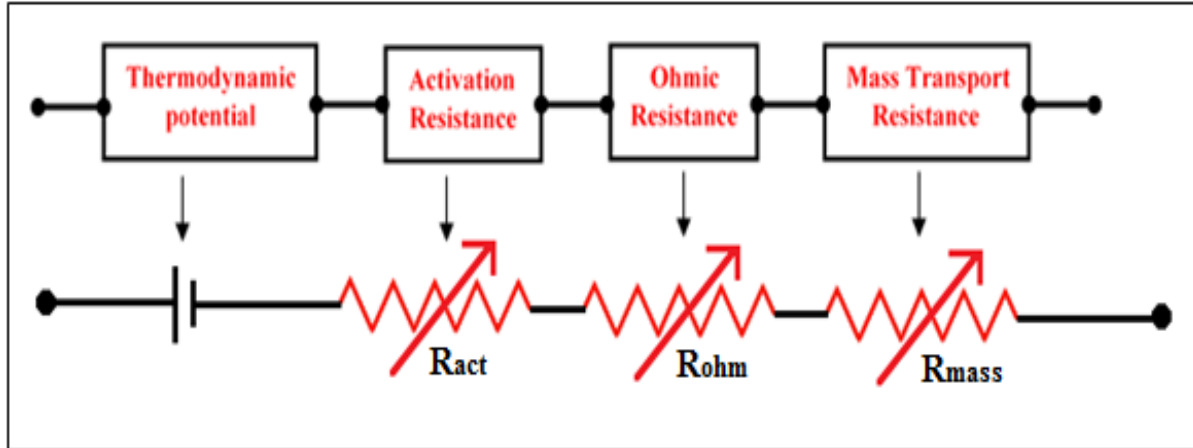 Thermodynamic
potential
Activation
Resistance
Ohmic
Resistance
Mass Transport
Resistance
Ract
Rohm
Rmass